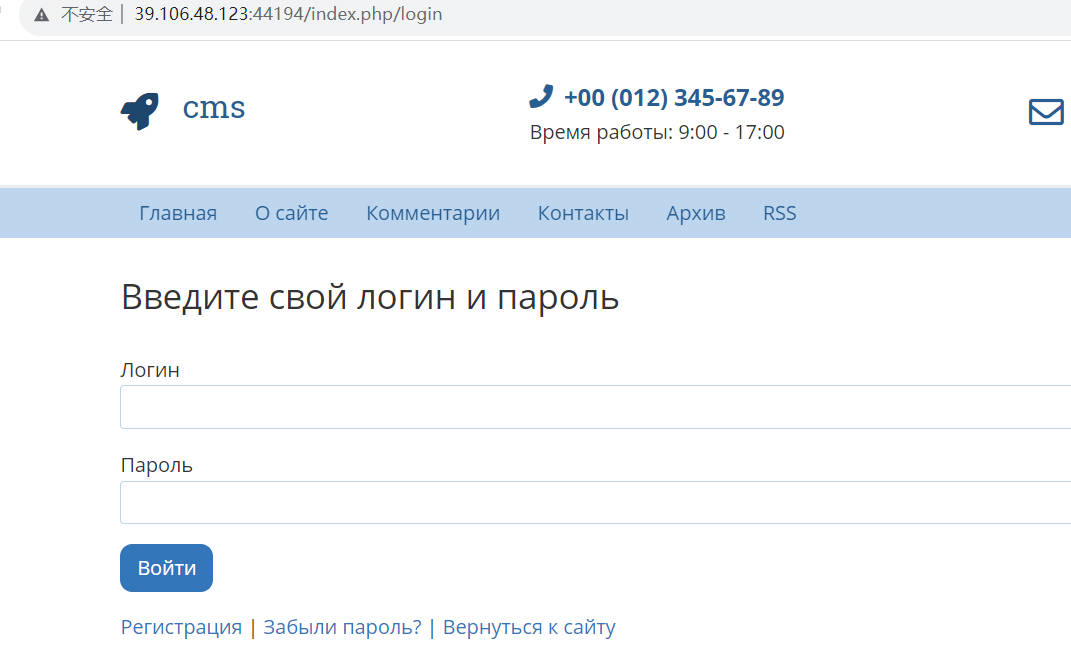 不安全 | 39.106.48.123:44194/index.php/login
cms
+00 (012) 345-67-89
Время работы: 9:00 - 17:00
Главная О сайте Комментарии Контакты Архив RSS
Введите свой логин и пароль
Логин
Пароль
Войти
Регистрация | Забыли пароль? | Вернуться к сайту